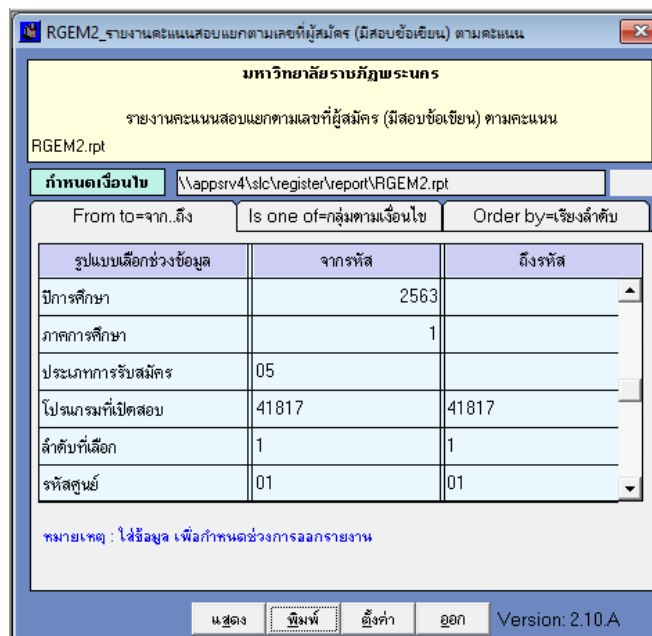 RGEM2_รายงานคะแนนสอบแยกตามเลขที่ผู้สมัคร (มีสอบข้อเขียน) ตามคะแนน
มหาวิทยาลัยราชภัฏพระนคร
รายงานคะแนนสอบแยกตามเลขที่ผู้สมัคร (มีสอบข้อเขียน) ตามคะแนน
RGEM2.rpt
กำหนดเงื่อนไข \\appsrv4\slc\register\report\RGEM2.rpt
From to=จาก..ถึง Is one of=กลุ่มตามเงื่อนไข Order by=เรียงลำดับ
รูปแบบเลือกช่วงข้อมูล จากรหัส ถึงรหัส
ปีการศึกษา 2563
ภาคการศึกษา 1
ประเภทการรับสมัคร 05
โปรแกรมที่เปิดสอบ 41817 41817
ลำดับที่เลือก 1 1
รหัสศูนย์ 01 01
หมายเหตุ : ใส่ข้อมูล เพื่อกำหนดช่วงการออกรายงาน
แสดง พิมพ์ ตั้งค่า ออก Version: 2.10.A